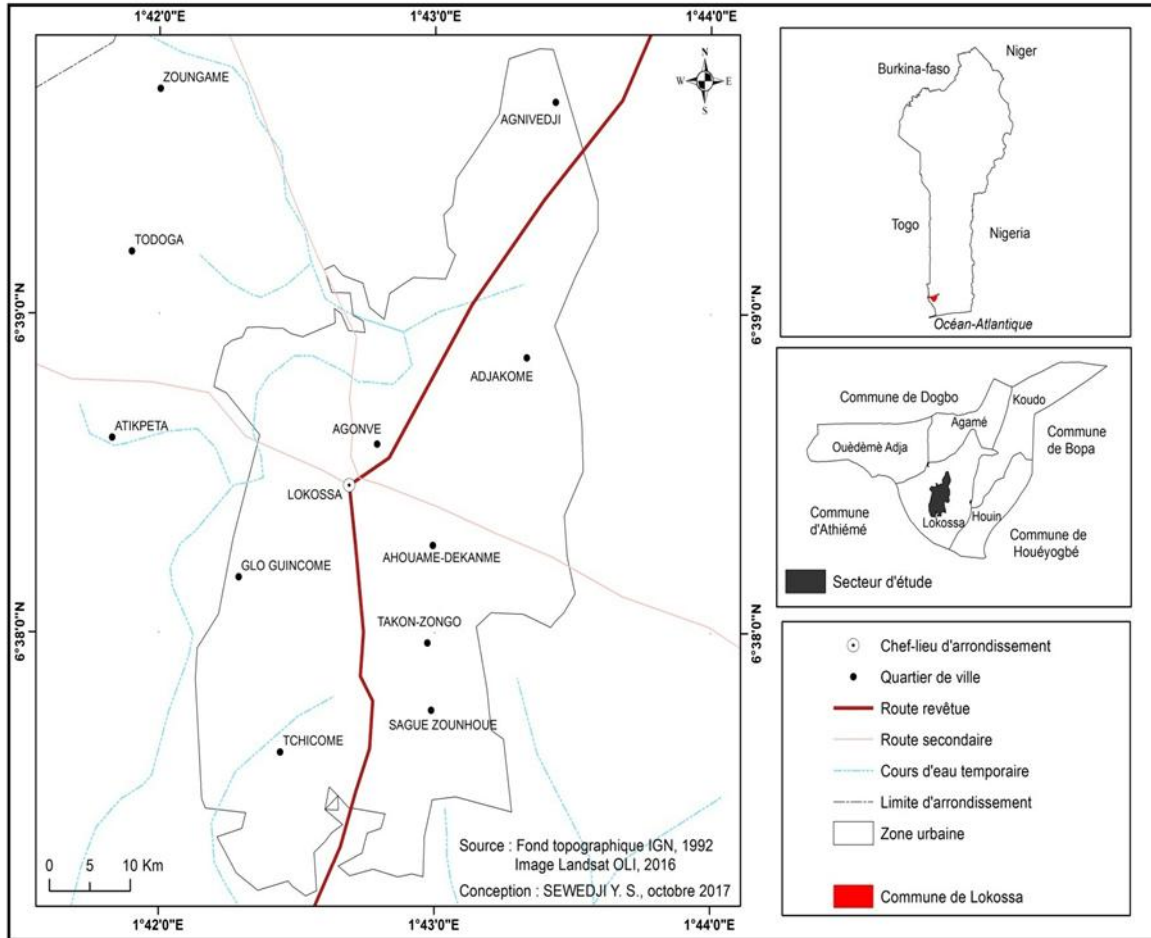 1°42'0"E
1°43'0"E
1°44'0"E
ZOUNGAME
AGNIVEDJI
TODOGA
6°39'0"N
6°39'0"N
ADJAKOME
ATIKPETA
AGONVE
LOKOSSA
AHOUAME-DEKANME
GLO GUINCOME
TAKON-ZONGO
6°38'0"N
6°38'0"N
SAGUE ZOUNHOUE
TCHICOME
N
W E
S
0 5 10 Km
Source : Fond topographique IGN, 1992
Image Landsat OLI, 2016
Conception : SEWEDJI Y. S., octobre 2017
1°42'0"E
1°43'0"E
1°44'0"E
Niger
Burkina-faso
Togo
Nigeria
Océan-Atlantique
Commune de Dogbo
Koudo
Agamé
Ouèdèmè Adja
Commune
de Bopa
Commune
d'Athiémé
Lokossa
Houin
Commune de
Houéyogbé
Secteur d'étude
Chef-lieu d'arrondissement
Quartier de ville
Route revêtue
Route secondaire
Cours d'eau temporaire
Limite d'arrondissement
Zone urbaine
Commune de Lokossa